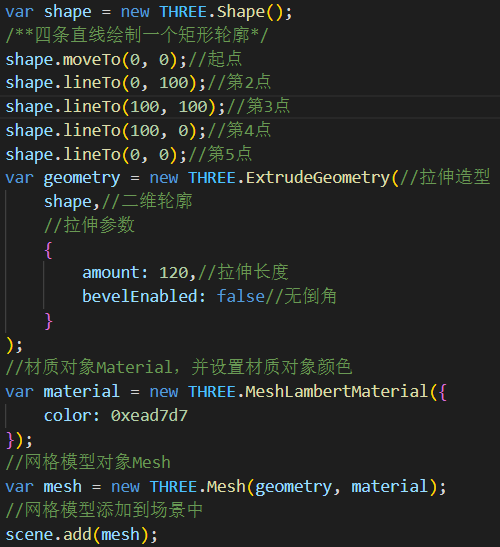 var shape = new THREE.Shape();
/**四条直线绘制一个矩形轮廓*/
shape.moveTo(0, 0);//起点
shape.lineTo(0, 100);//第2点
shape.lineTo(100, 100);//第3点
shape.lineTo(100, 0);//第4点
shape.lineTo(0, 0);//第5点
var geometry = new THREE.ExtrudeGeometry(//拉伸造型
    shape,//二维轮廓
    //拉伸参数
    {
        amount: 120,//拉伸长度
        bevelEnabled: false//无倒角
    }
);
//材质对象Material，并设置材质对象颜色
var material = new THREE.MeshLambertMaterial({
    color: 0xead7d7
});
//网格模型对象Mesh
var mesh = new THREE.Mesh(geometry, material);
//网格模型添加到场景中
scene.add(mesh);